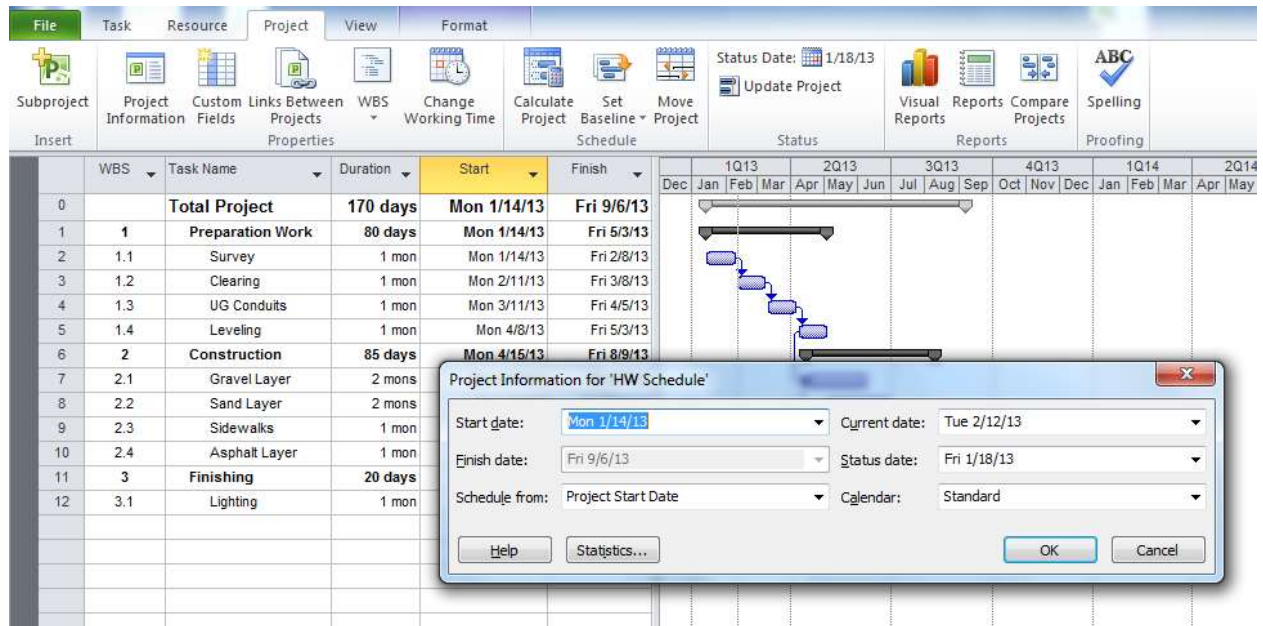 File Task Resource Project View Format
Status Date: 1/18/13
Update Project
Subproject Project Information Custom Fields Links Between Projects WBS Change Working Time Calculate Project Set Baseline Move Project Visual Reports Reports Compare Projects Spelling
Insert Properties Schedule Status Reports Proofing
WBS Task Name Duration Start Finish 1Q13 2Q13 3Q13 4Q13 1Q14 2Q14
Dec Jan Feb Mar Apr May Jun Jul Aug Sep Oct Nov Dec Jan Feb Mar Apr May
0 Total Project 170 days Mon 1/14/13 Fri 9/6/13
1 1 Preparation Work 80 days Mon 1/14/13 Fri 5/3/13
2 1.1 Survey 1 mon Mon 1/14/13 Fri 2/8/13
3 1.2 Clearing 1 mon Mon 2/11/13 Fri 3/8/13
4 1.3 UG Conduits 1 mon Mon 3/11/13 Fri 4/5/13
5 1.4 Leveling 1 mon Mon 4/8/13 Fri 5/3/13
6 2 Construction 85 days Mon 4/15/13 Fri 8/9/13
7 2.1 Gravel Layer 2 mons
8 2.2 Sand Layer 2 mons
9 2.3 Sidewalks 1 mon
10 2.4 Asphalt Layer 1 mon
11 3 Finishing 20 days
12 3.1 Lighting 1 mon
Project Information for 'HW Schedule'
Start date: Mon 1/14/13 Current date: Tue 2/12/13
Finish date: Fri 9/6/13 Status date: Fri 1/18/13
Schedule from: Project Start Date Calendar: Standard
Help Statistics... OK Cancel